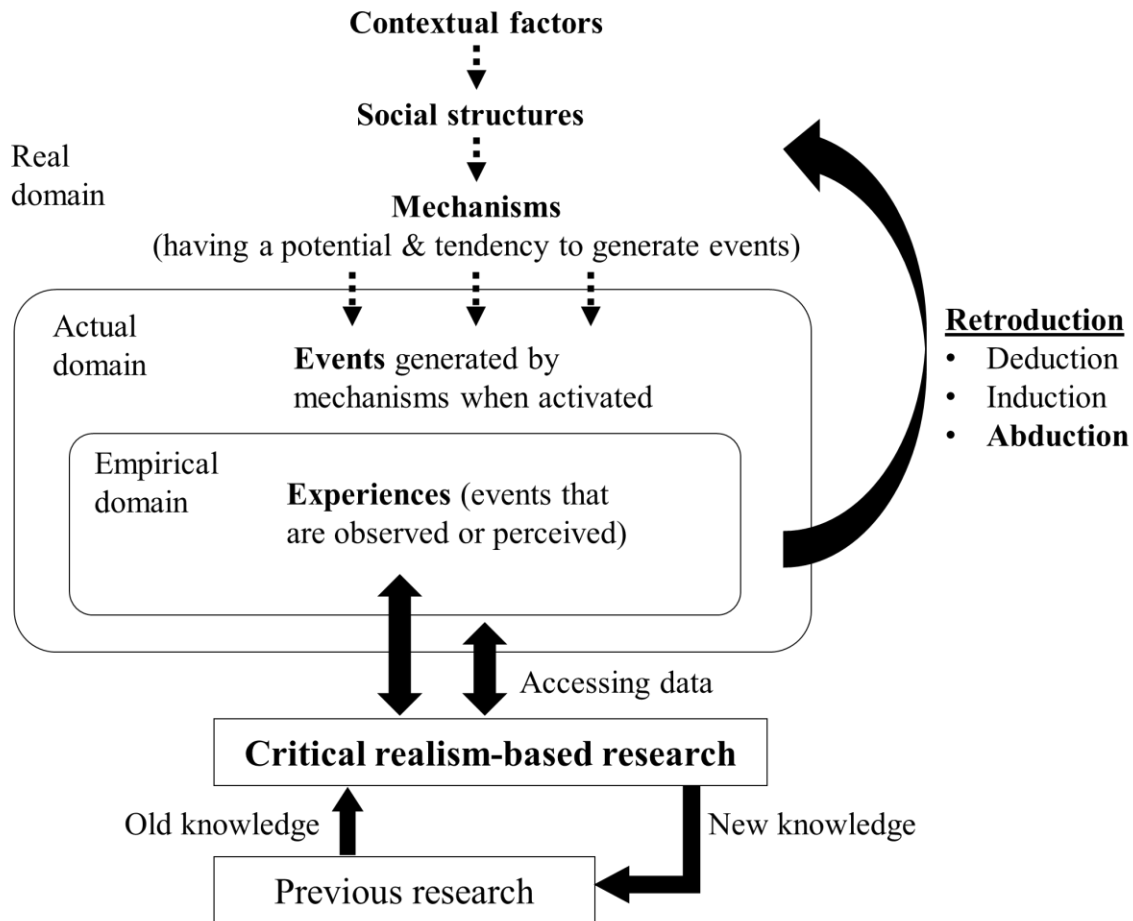 Contextual factors
Social structures
Real
domain
Mechanisms
(having a potential & tendency to generate events)
Actual
domain
Events generated by
mechanisms when activated
Empirical
domain
Experiences (events that
are observed or perceived)
Retroduction
• Deduction
• Induction
• Abduction
Accessing data
Critical realism-based research
Old knowledge
New knowledge
Previous research